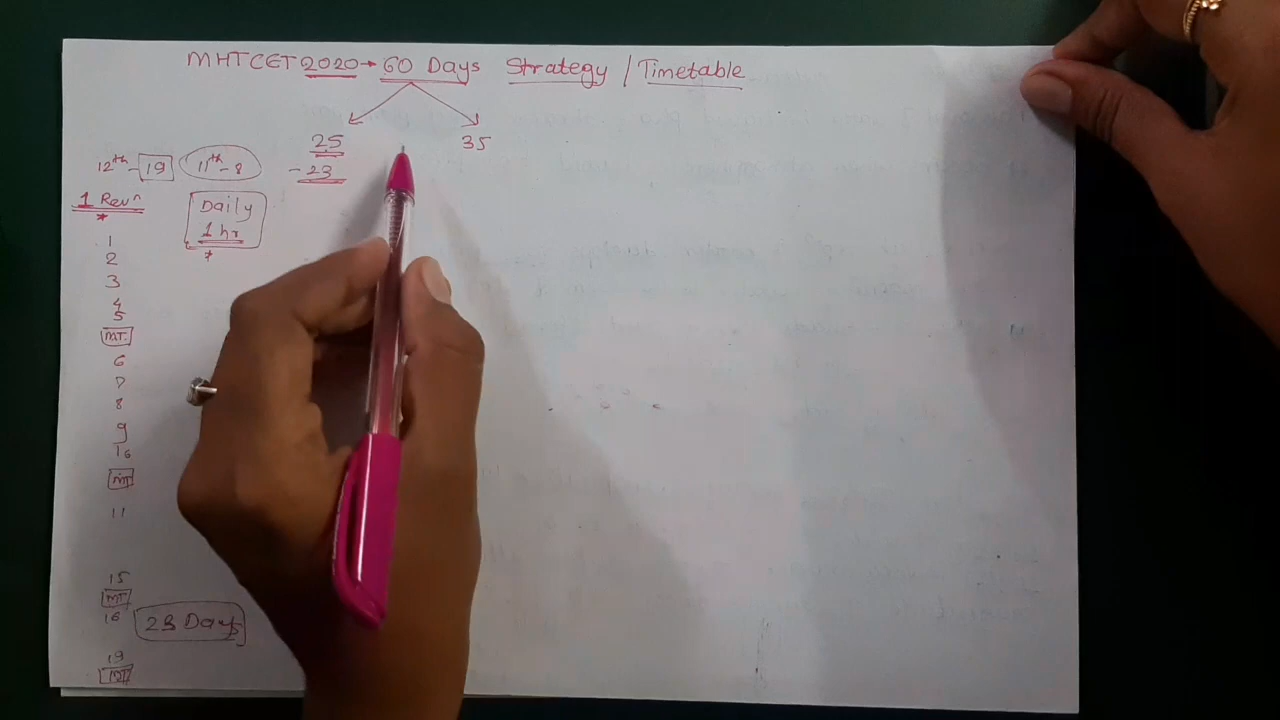 MHTCET 2020→ 60 Days Strategy / Timetable
25 35
12th - 19 11th - 8 - 23
1 Revn Daily
* 1 hr
*
1
2
3
4
5
MT.
6
7
8
9
10
MT
11
15
MT
16 23 Days
19
MT